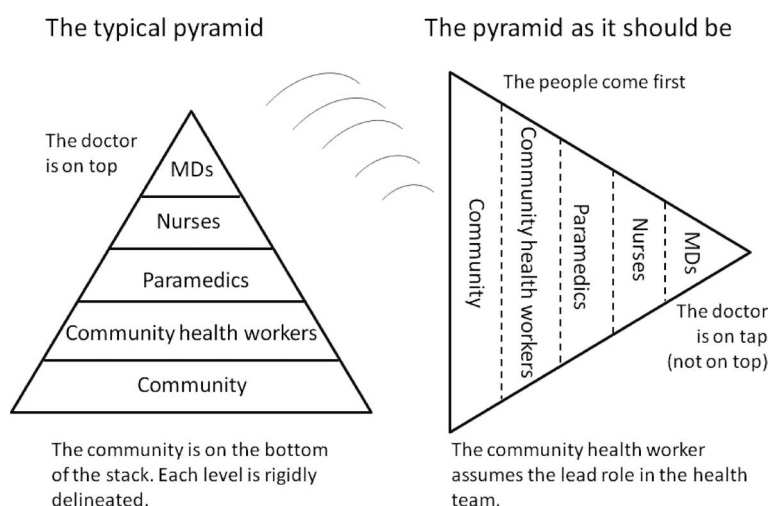 The typical pyramid
The doctor
is on top
MDs
Nurses
Paramedics
Community health workers
Community
The community is on the bottom
of the stack. Each level is rigidly
delineated.
The pyramid as it should be
The people come first
Community
Community health workers
Paramedics
Nurses
MDs
The doctor
is on tap
(not on top)
The community health worker
assumes the lead role in the health
team.